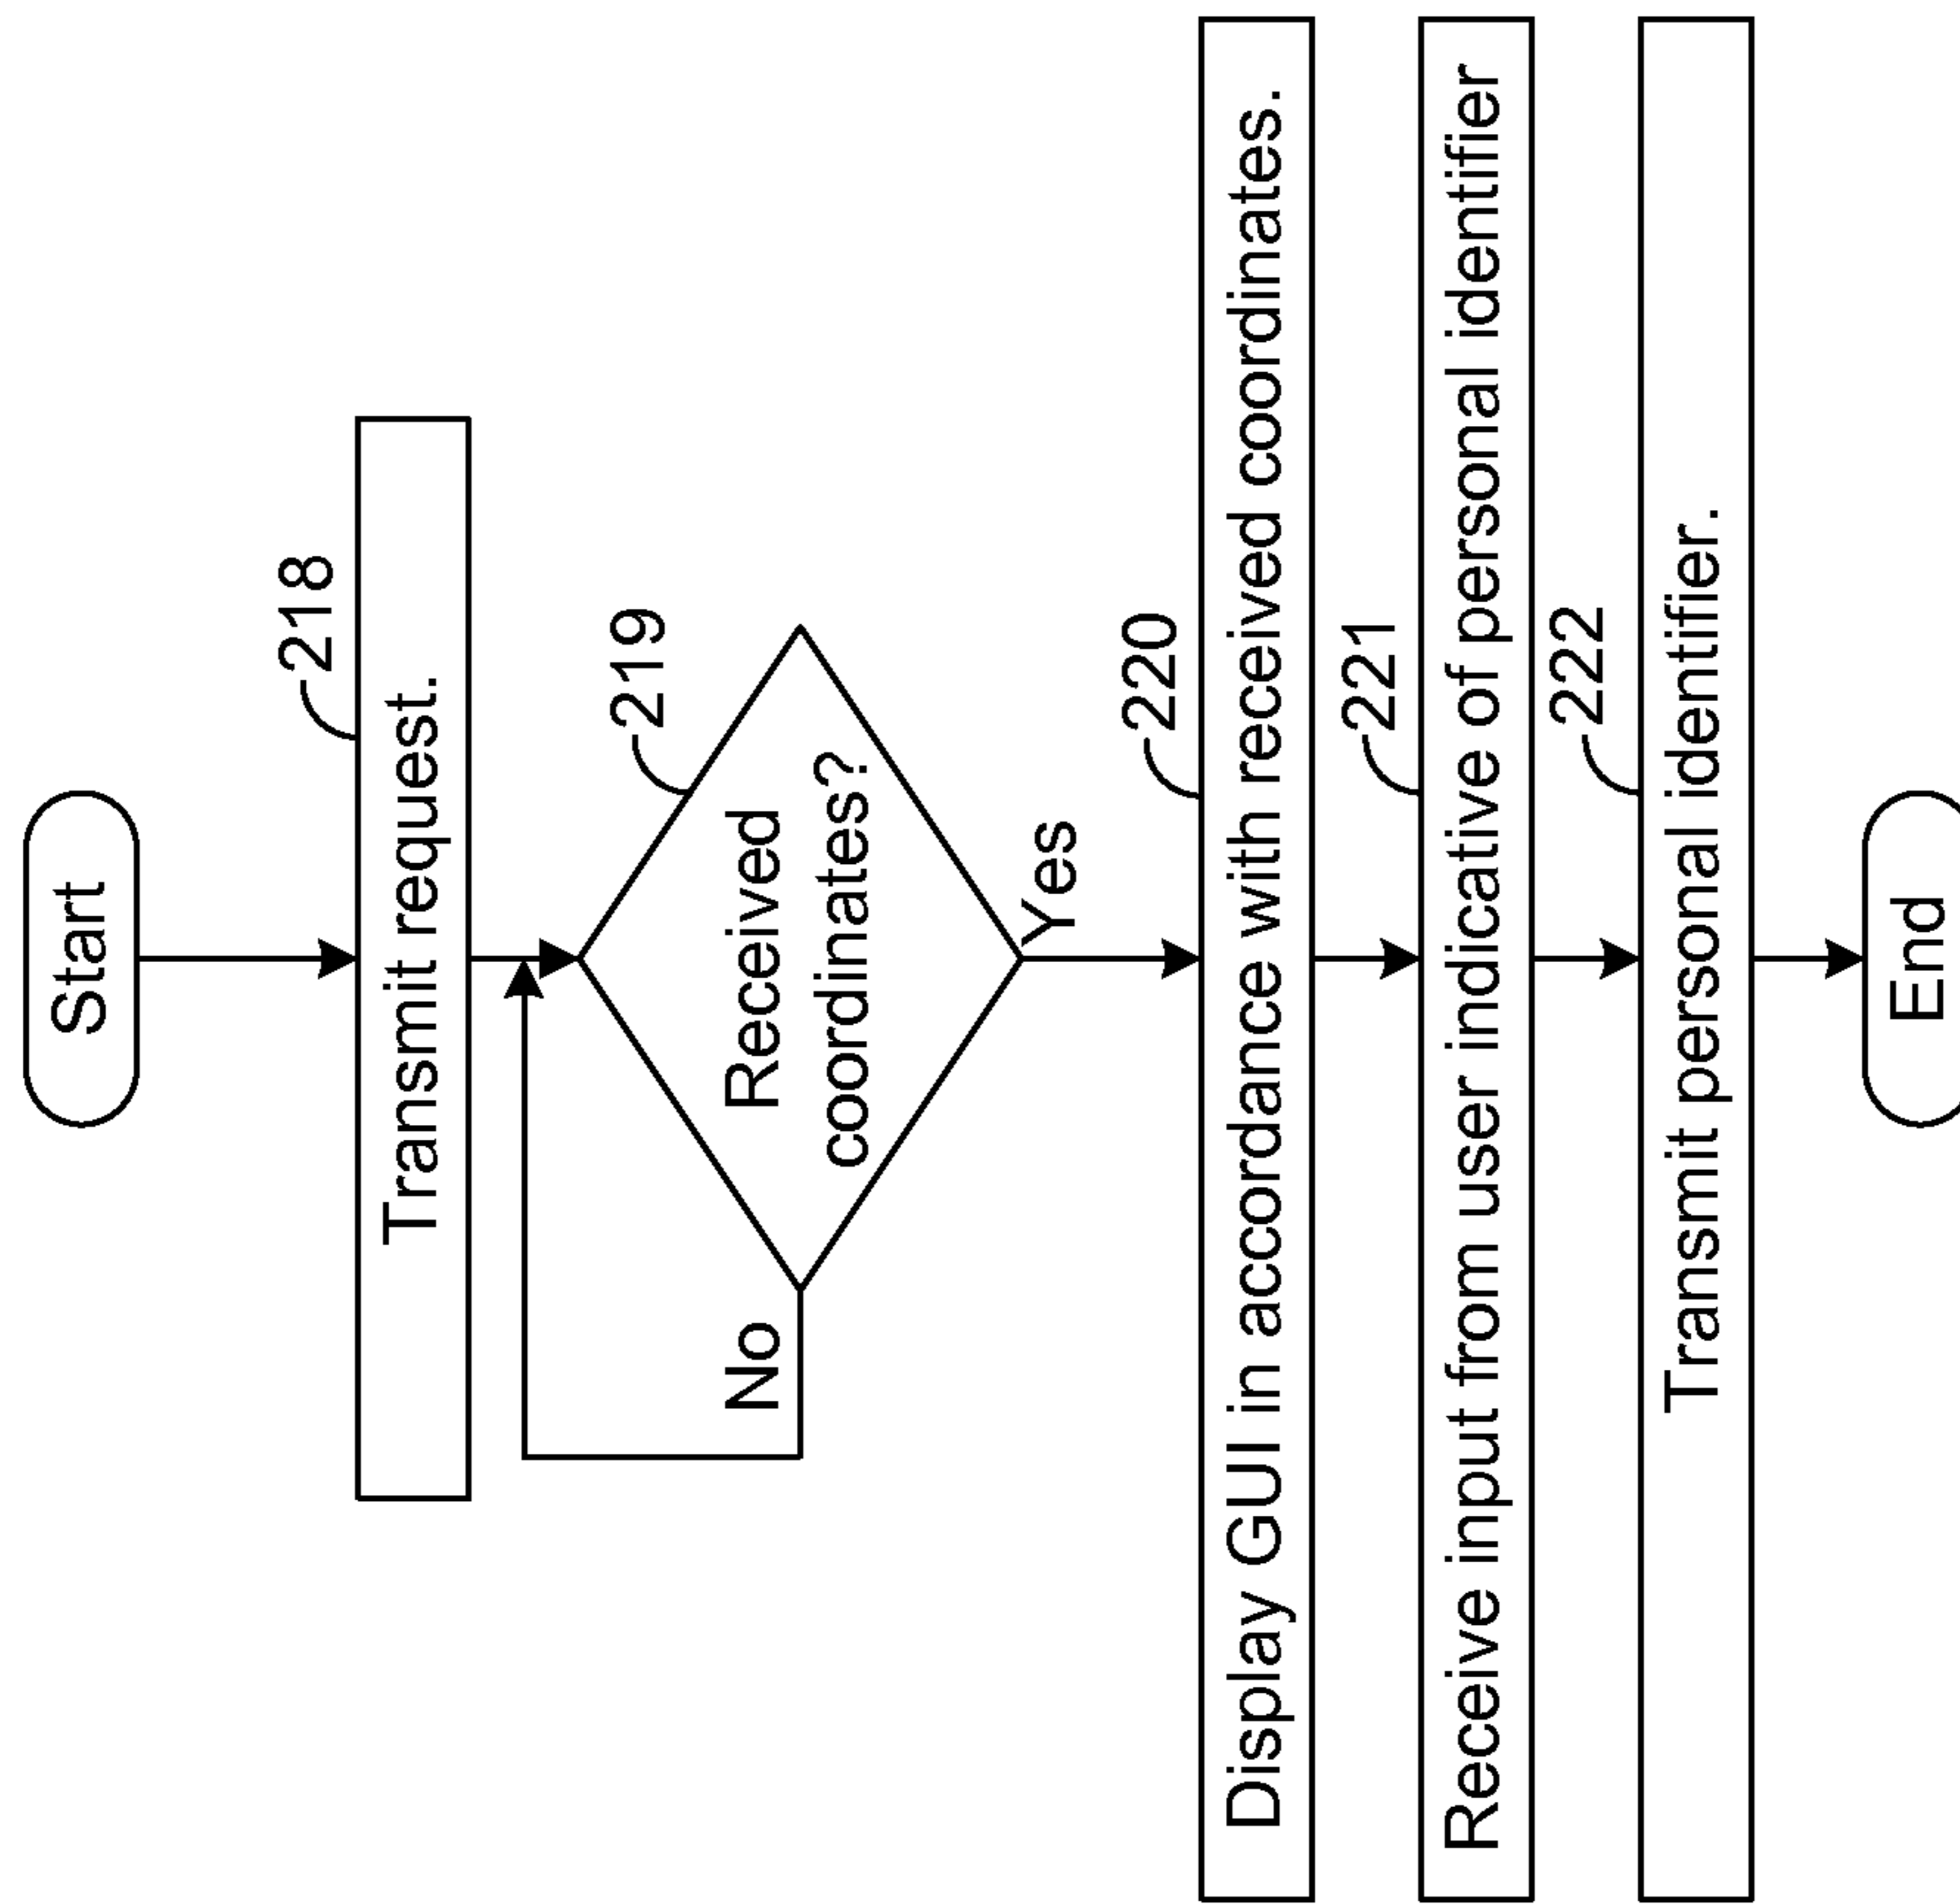 Start
218
Transmit request.
219
Received
coordinates?
No
Yes
220
Display GUI in accordance with received coordinates.
221
Receive input from user indicative of personal identifier
222
Transmit personal identifier.
End